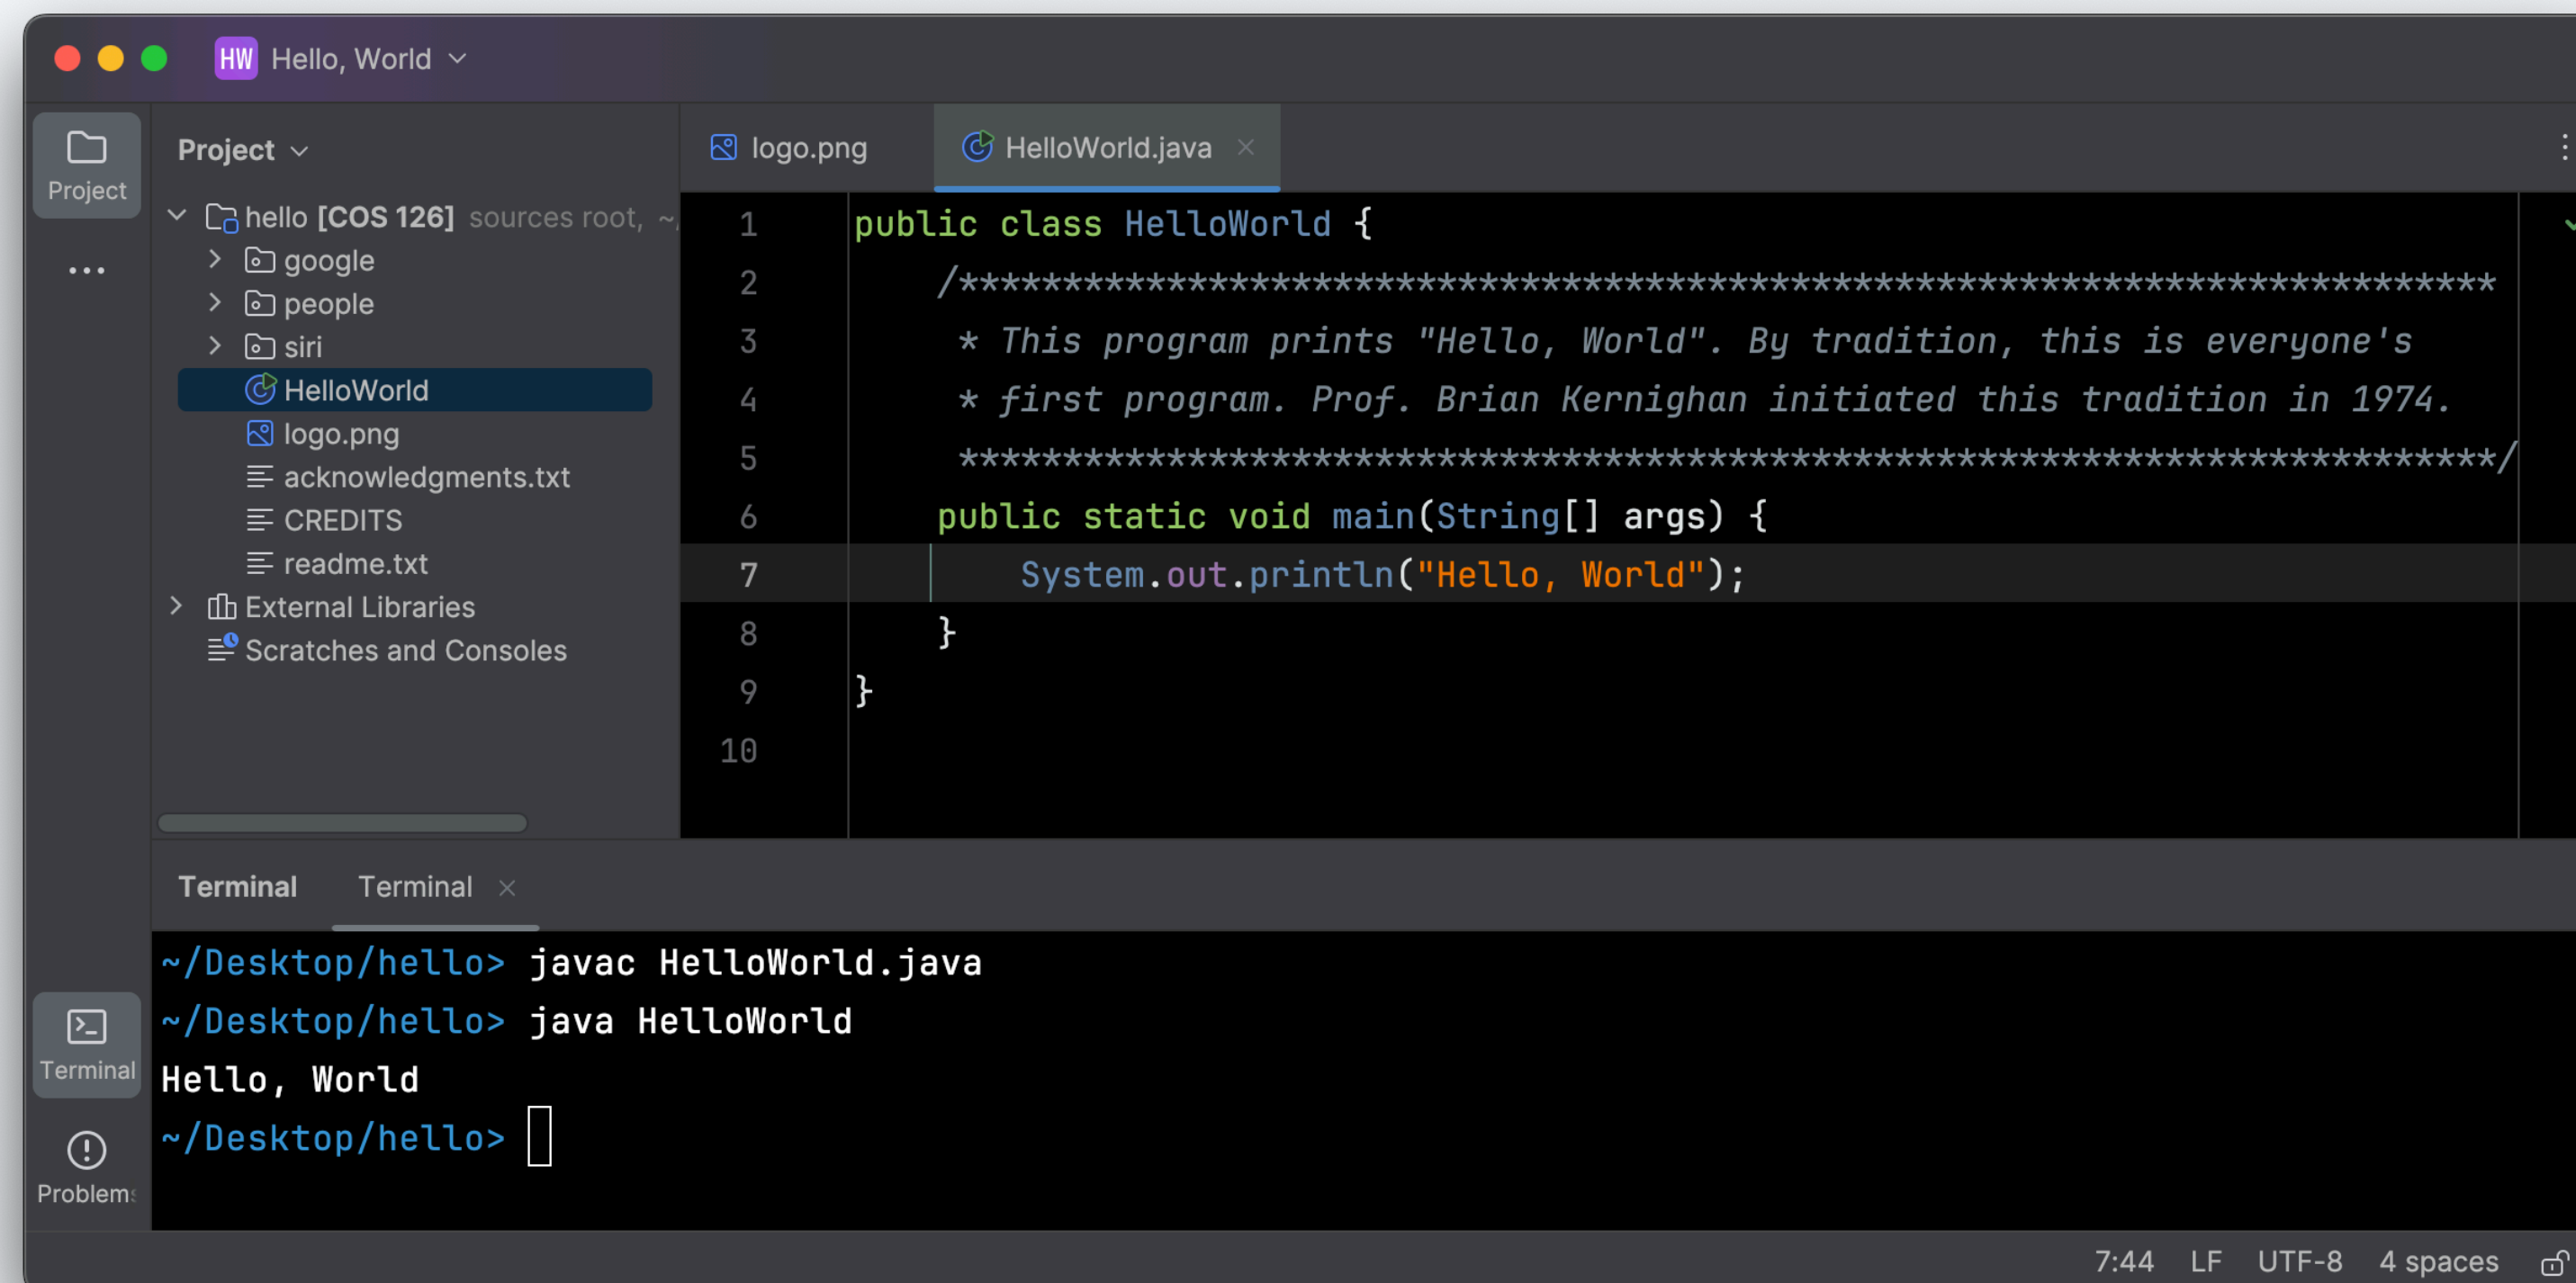 HW Hello, World
Project
Project
hello [COS 126] sources root, ~/
google
people
siri
HelloWorld
logo.png
acknowledgments.txt
CREDITS
readme.txt
External Libraries
Scratches and Consoles
logo.png HelloWorld.java
1 public class HelloWorld {
2 /**************************************************************************
3 * This program prints "Hello, World". By tradition, this is everyone's
4 * first program. Prof. Brian Kernighan initiated this tradition in 1974.
5 **************************************************************************/
6 public static void main(String[] args) {
7 System.out.println("Hello, World");
8 }
9 }
10
Terminal Terminal
~/Desktop/hello> javac HelloWorld.java
~/Desktop/hello> java HelloWorld
Hello, World
~/Desktop/hello>
Terminal
Problems
7:44 LF UTF-8 4 spaces